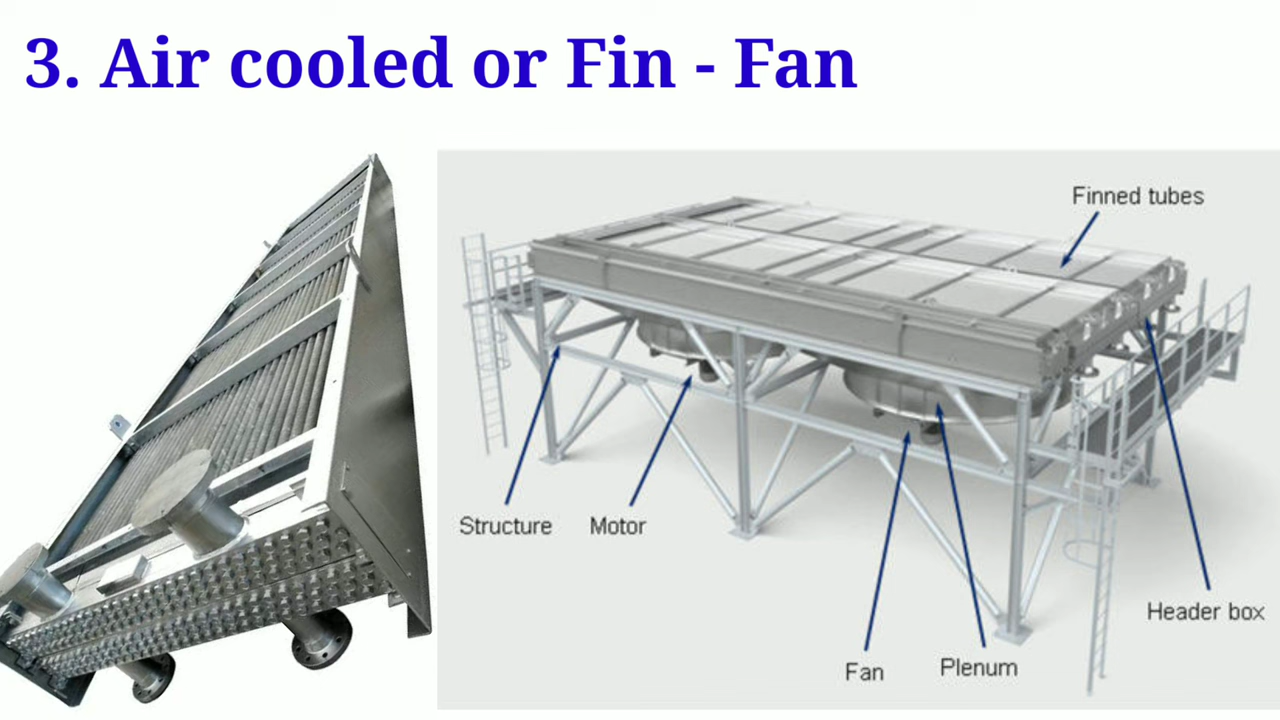 3. Air cooled or Fin - Fan
Finned tubes
Structure
Motor
Header box
Fan
Plenum